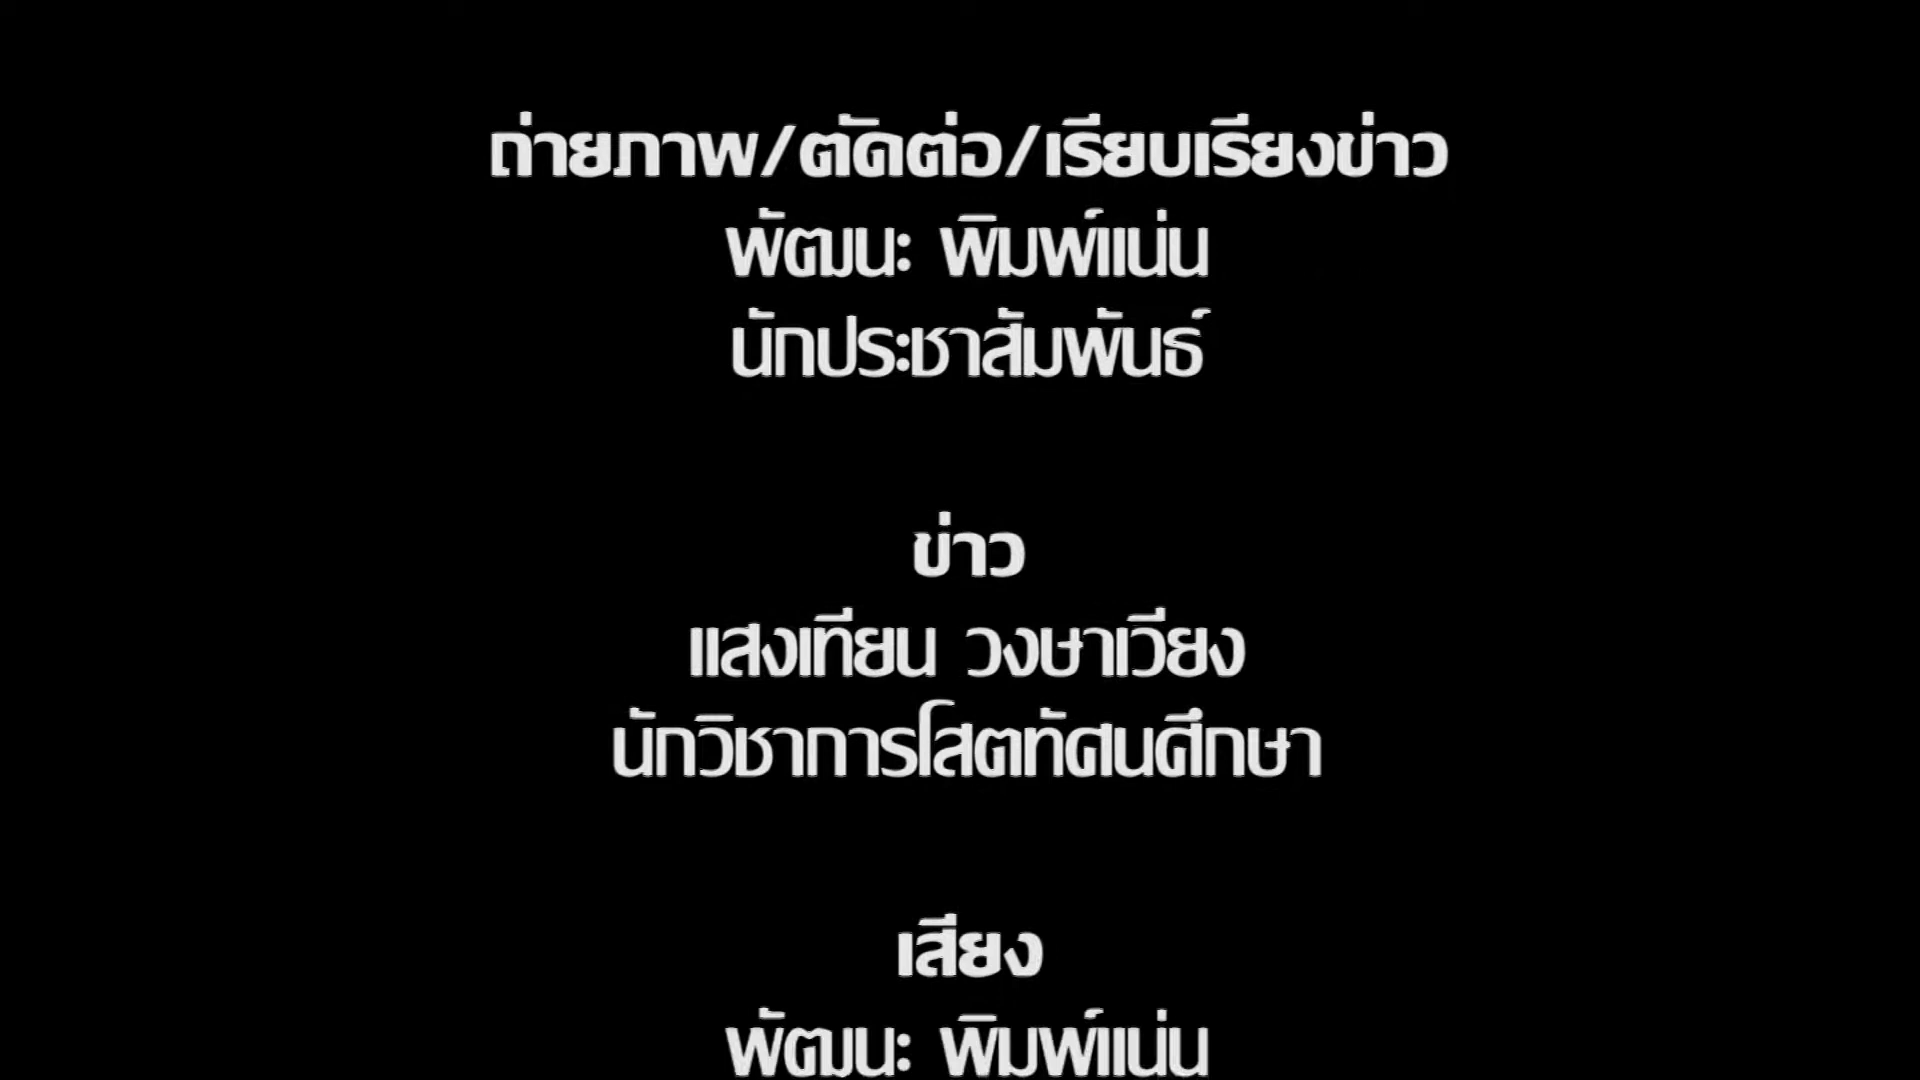 ถ่ายภาพ/ตัดต่อ/เรียบเรียงข่าว
พัฒนะ พิมพ์แน่น
นักประชาสัมพันธ์
ข่าว
แสงเทียน วงษาเวียง
นักวิชาการโสตทัศนศึกษา
เสียง
พัฒนะ พิมพ์แน่น